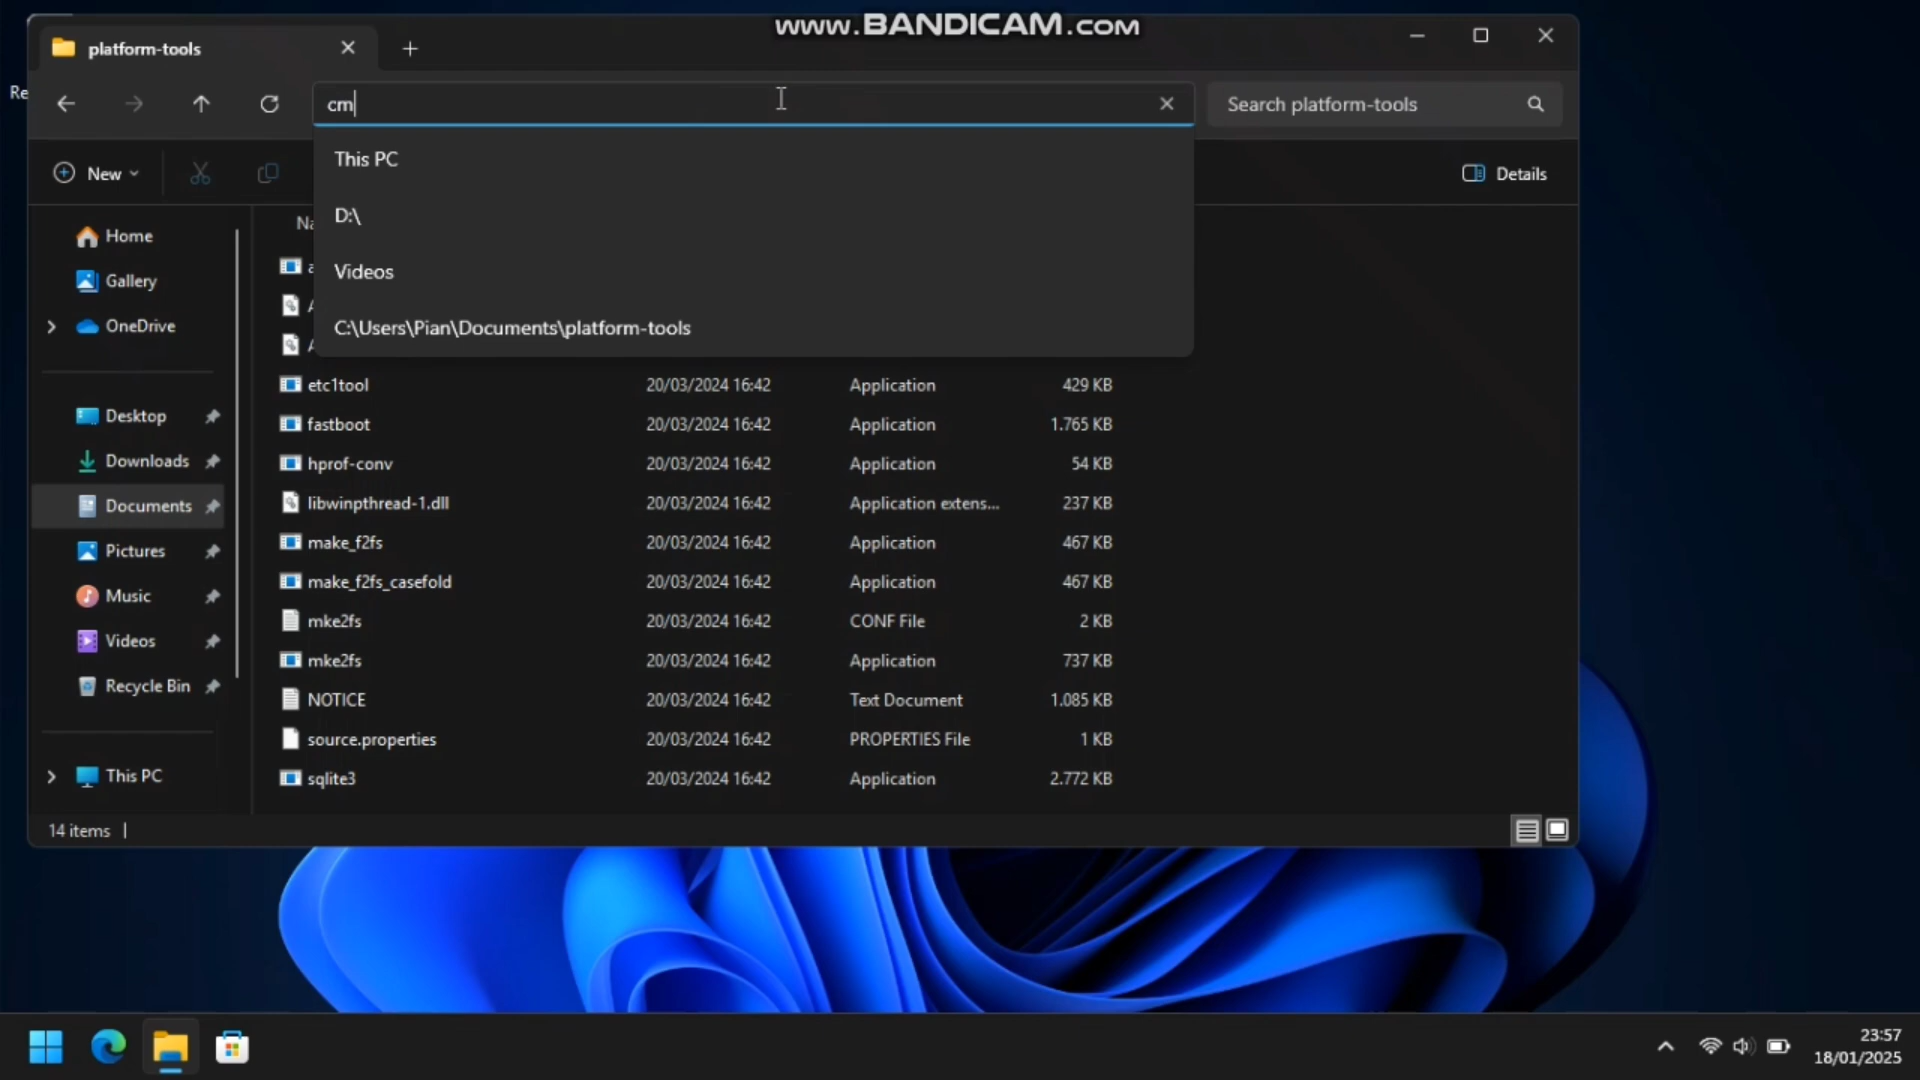 www.BANDICAM.com
platform-tools
Re
cm
Search platform-tools
New
This PC
D:\
Videos
C:\Users\Pian\Documents\platform-tools
Details
Home
Gallery
OneDrive
Desktop
Downloads
Documents
Pictures
Music
Videos
Recycle Bin
This PC
Na
a
A
A
etc1tool 20/03/2024 16:42 Application 429 KB
fastboot 20/03/2024 16:42 Application 1.765 KB
hprof-conv 20/03/2024 16:42 Application 54 KB
libwinpthread-1.dll 20/03/2024 16:42 Application extens... 237 KB
make_f2fs 20/03/2024 16:42 Application 467 KB
make_f2fs_casefold 20/03/2024 16:42 Application 467 KB
mke2fs 20/03/2024 16:42 CONF File 2 KB
mke2fs 20/03/2024 16:42 Application 737 KB
NOTICE 20/03/2024 16:42 Text Document 1.085 KB
source.properties 20/03/2024 16:42 PROPERTIES File 1 KB
sqlite3 20/03/2024 16:42 Application 2.772 KB
14 items
23:57
18/01/2025